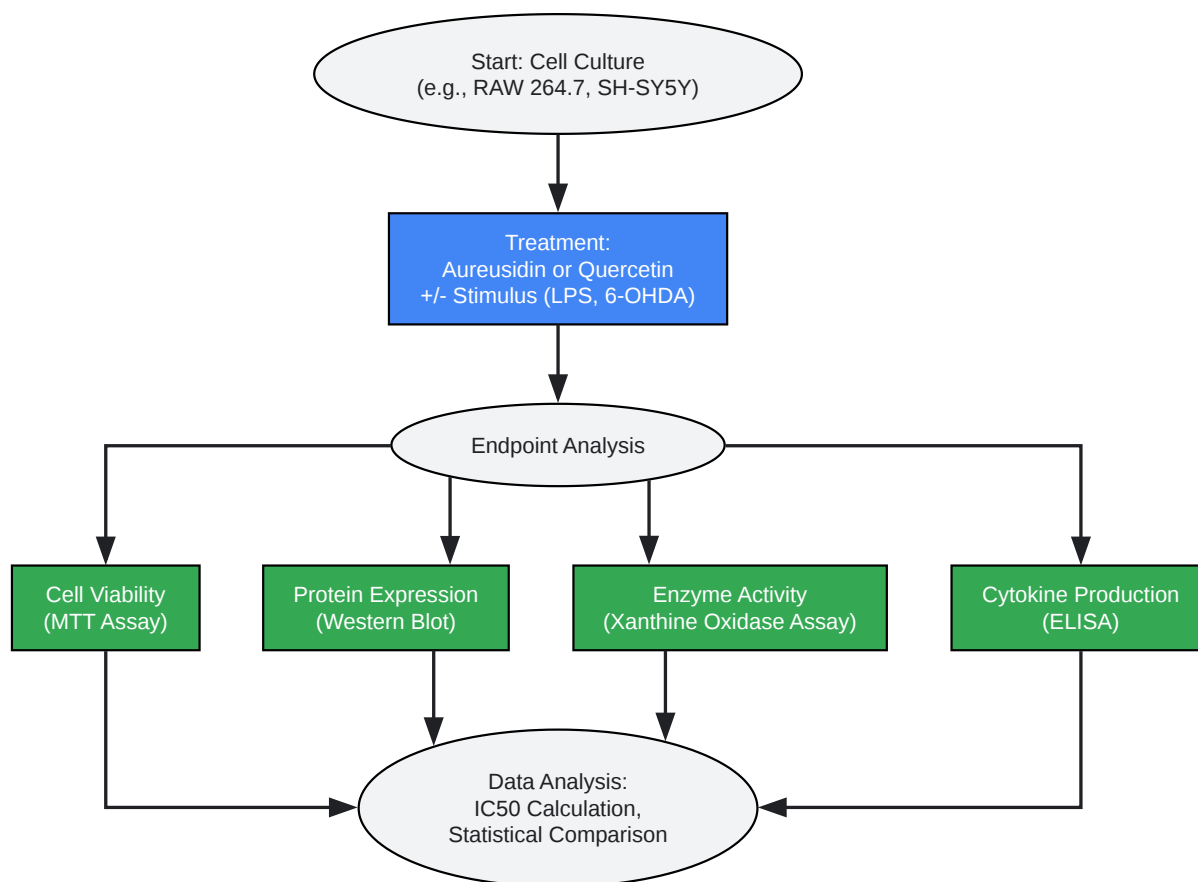 Start: Cell Culture
(e.g., RAW 264.7, SH-SY5Y)
Treatment:
Aureusidin or Quercetin
+/- Stimulus (LPS, 6-OHDA)
Endpoint Analysis
Cell Viability
(MTT Assay)
Protein Expression
(Western Blot)
Enzyme Activity
(Xanthine Oxidase Assay)
Cytokine Production
(ELISA)
Data Analysis:
IC50 Calculation,
Statistical Comparison